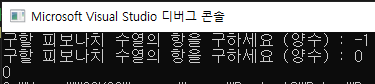 Microsoft Visual Studio 디버그 콘솔
구할 피보나치 수열의 항을 구하세요 (양수) : -1
구할 피보나치 수열의 항을 구하세요 (양수) : 0
0